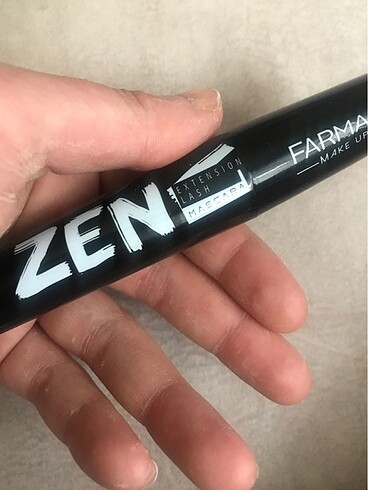 ZEN
EXTENSION
LASH
MASCARA
FARMA
MAKE UP